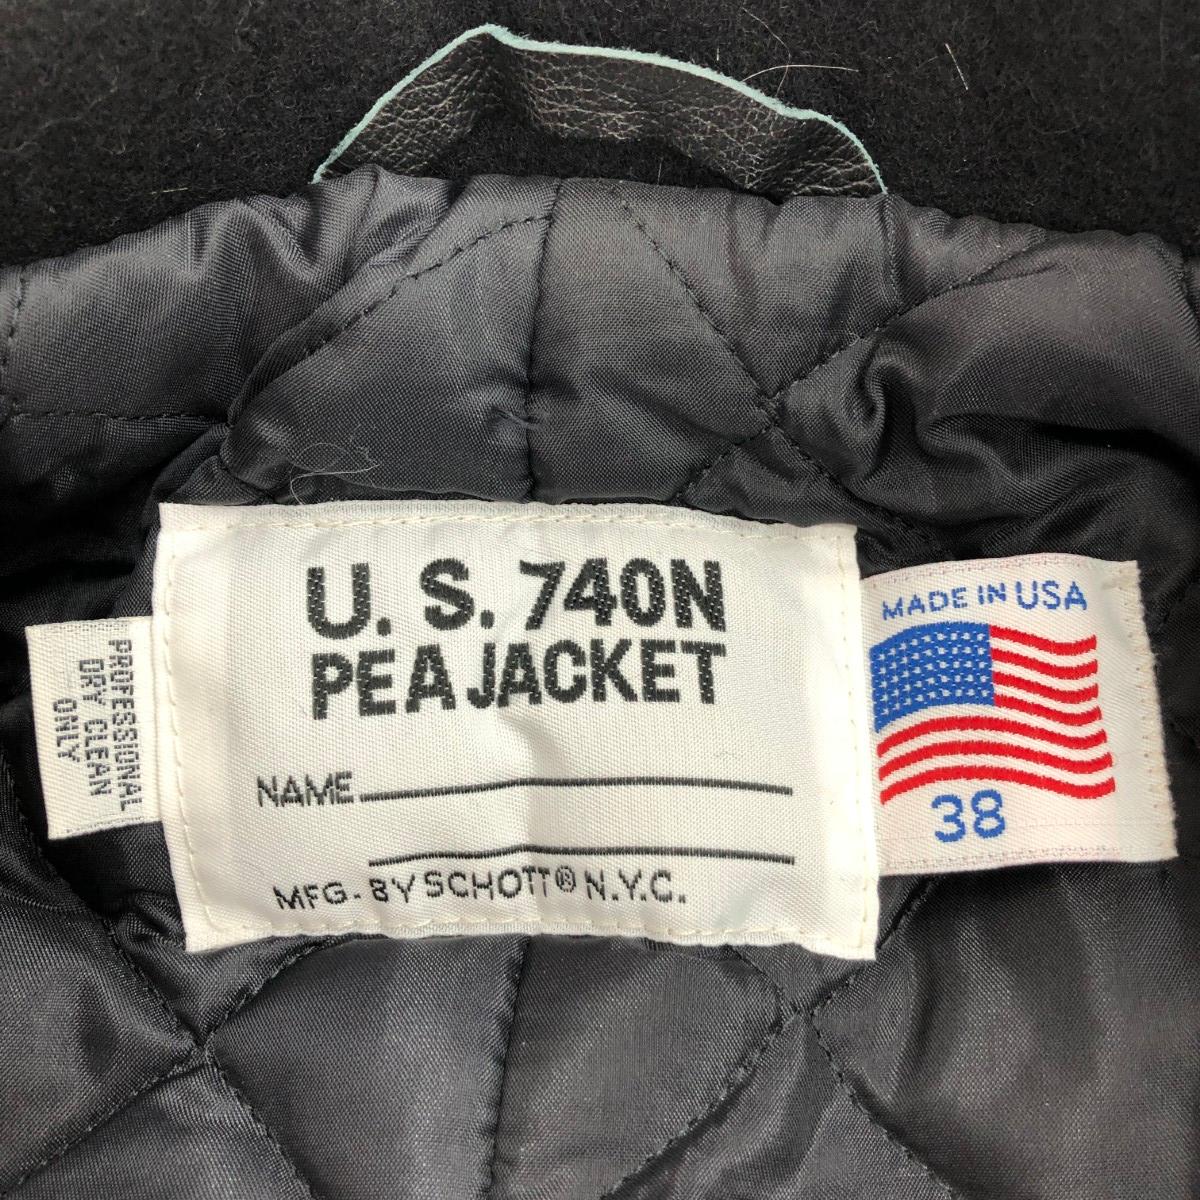 U. S. 740N
PEA JACKET
NAME
MFG. BY SCHOTT® N.Y.C.
PROFESSIONAL
DRY CLEAN
ONLY
MADE IN USA
38